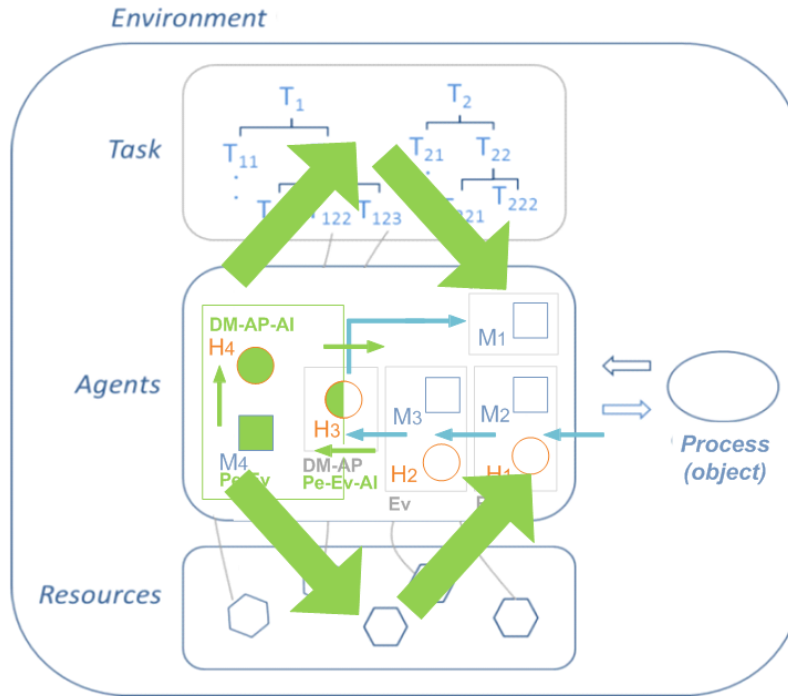 Environment
Task
T1
T2
T11
T21
T22
122
T123
T222
Agents
DM-AP-AI
H4
M4
H3
DM-AP
Pe-Ev-AI
M3
H2
Ev
M1
M2
H1
Process
(object)
Resources